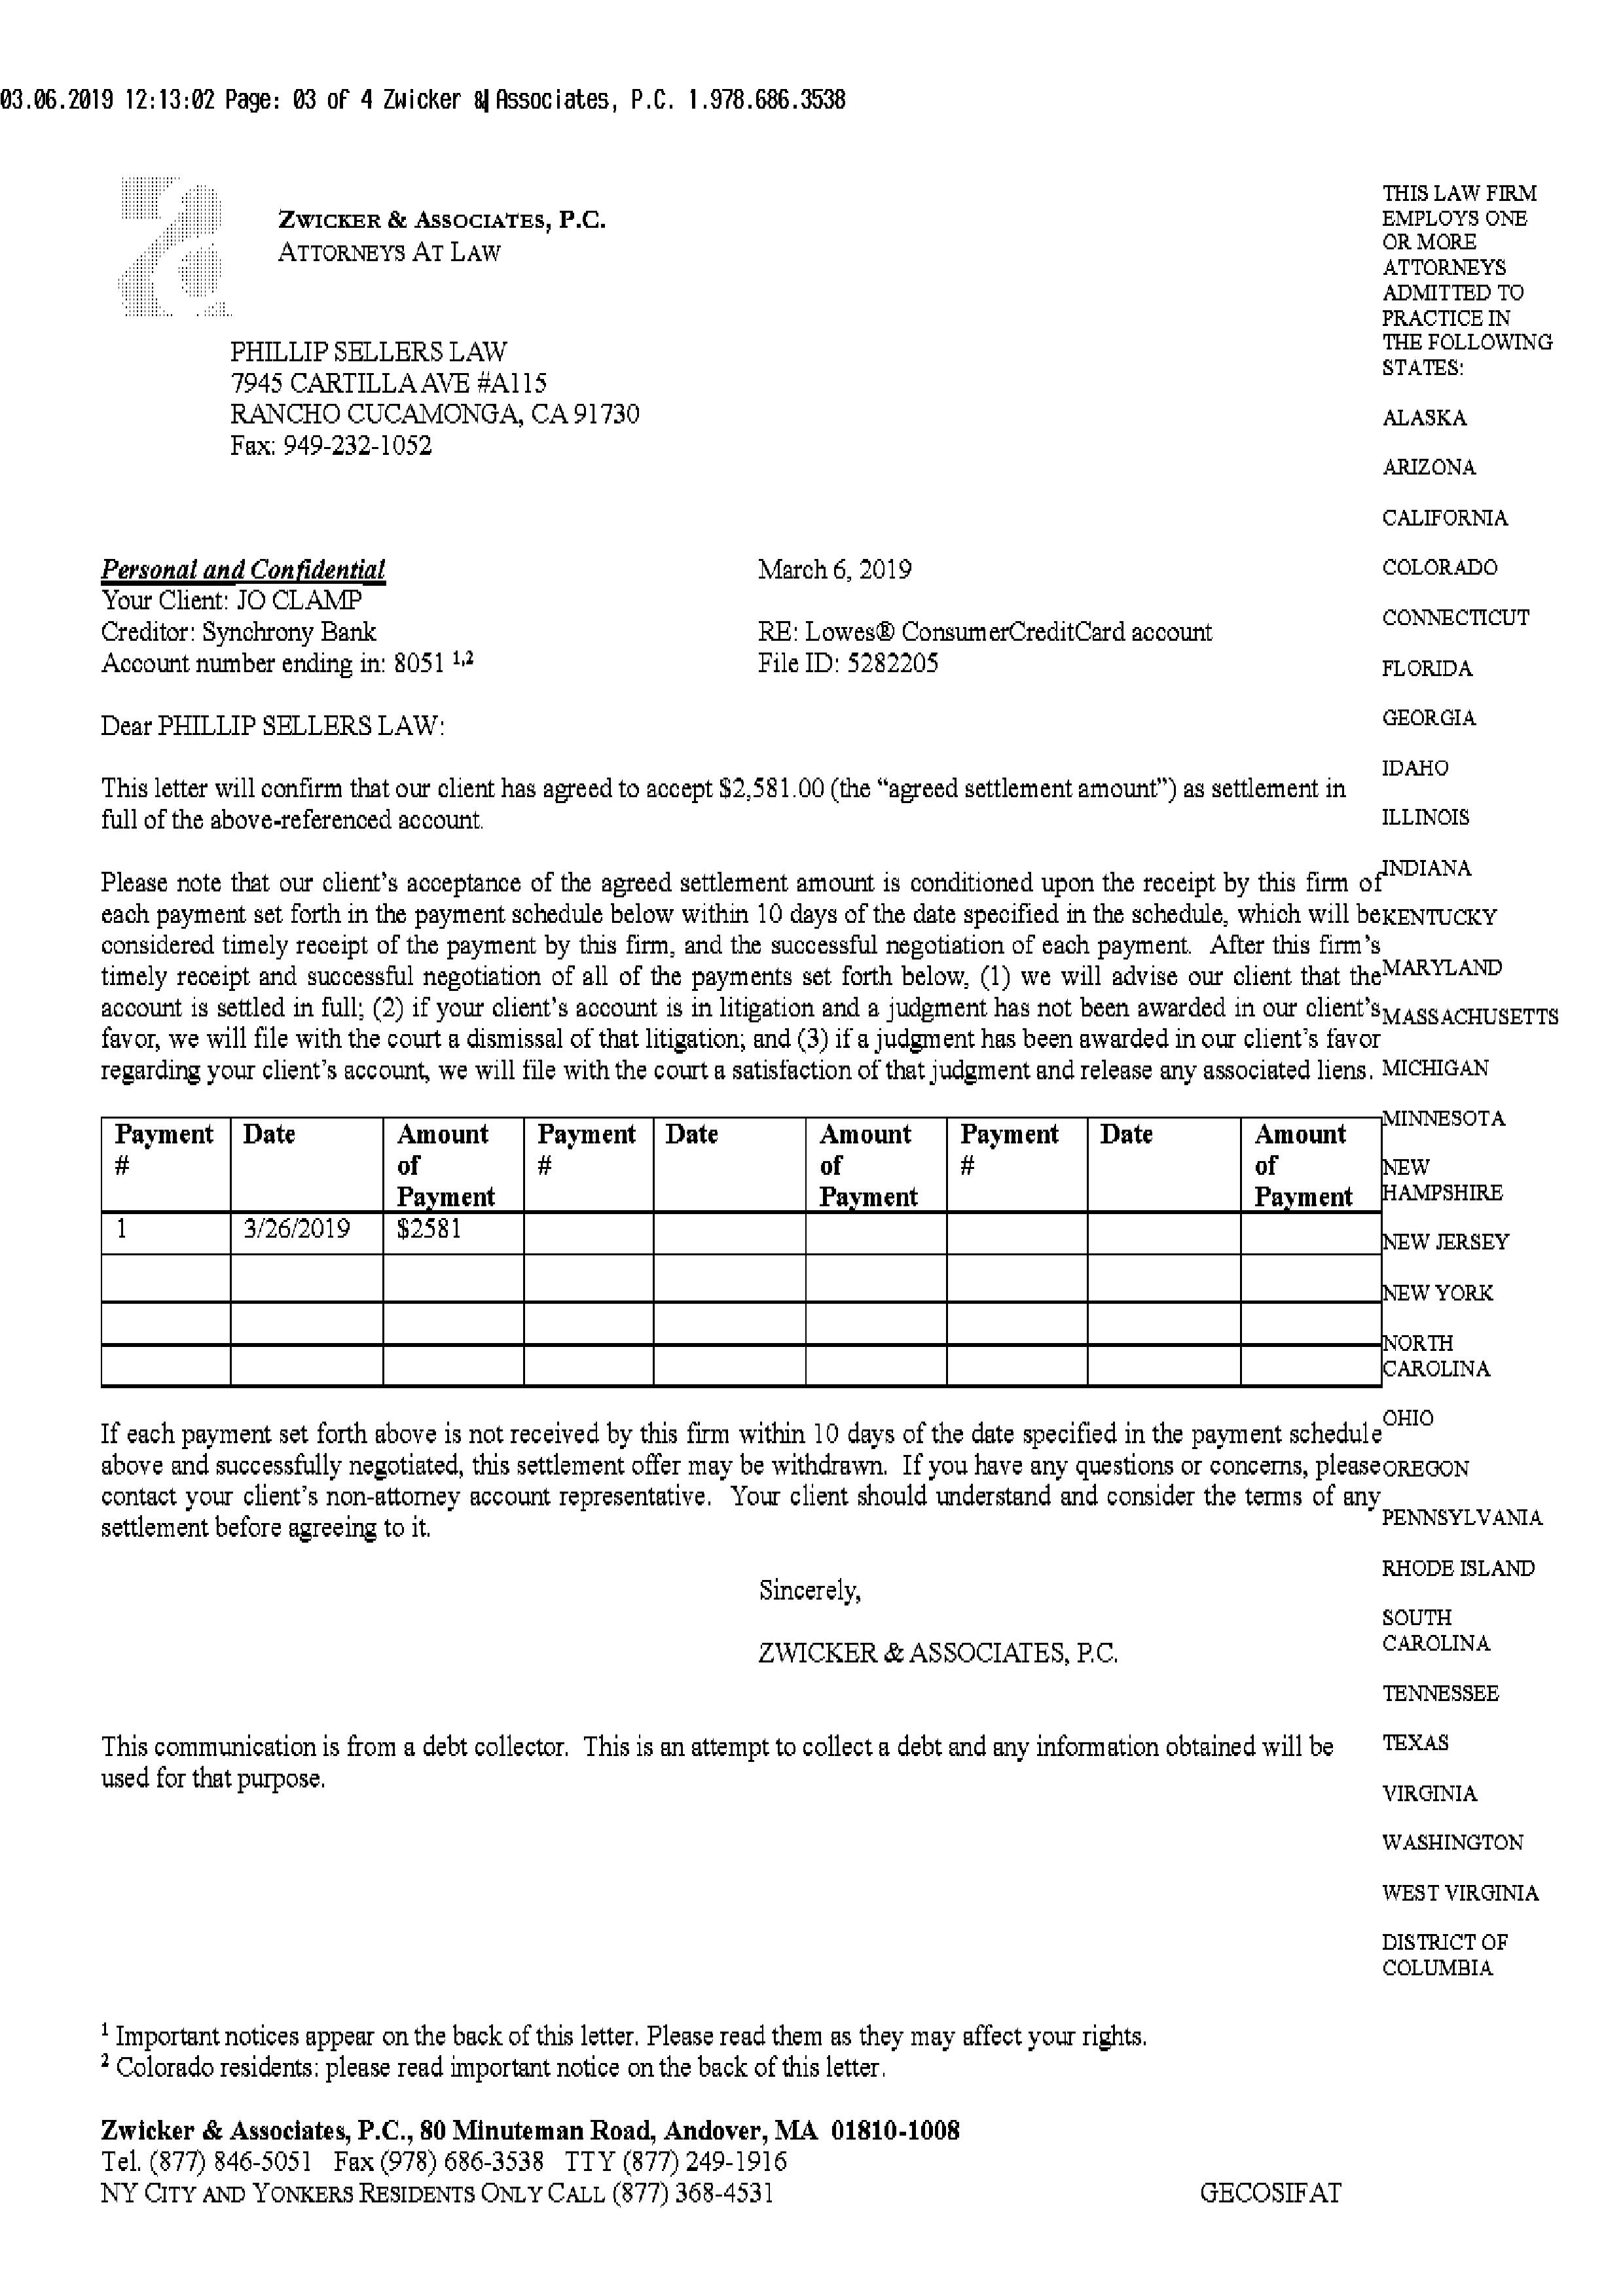 03.06.2019 12:13:02 Page: 03 of 4 Zwicker & Associates, P.C. 1.978.686.3538
ZWICKER & ASSOCIATES, P.C.
ATTORNEYS AT LAW
PHILLIP SELLERS LAW
7945 CARTILLA AVE #A115
RANCHO CUCAMONGA, CA 91730
Fax: 949-232-1052
Personal and Confidential
March 6, 2019
Your Client: JO CLAMP
Creditor: Synchrony Bank
RE: Lowes® ConsumerCreditCard account
Account number ending in: 8051 1,2
File ID: 5282205
Dear PHILLIP SELLERS LAW:
This letter will confirm that our client has agreed to accept $2,581.00 (the “agreed settlement amount”) as settlement in
full of the above-referenced account.
Please note that our client’s acceptance of the agreed settlement amount is conditioned upon the receipt by this firm of
each payment set forth in the payment schedule below within 10 days of the date specified in the schedule, which will be
considered timely receipt of the payment by this firm, and the successful negotiation of each payment. After this firm’s
timely receipt and successful negotiation of all of the payments set forth below, (1) we will advise our client that the
account is settled in full; (2) if your client’s account is in litigation and a judgment has not been awarded in our client’s
favor, we will file with the court a dismissal of that litigation; and (3) if a judgment has been awarded in our client’s favor
regarding your client’s account, we will file with the court a satisfaction of that judgment and release any associated liens.
Payment # Date Amount of Payment Payment # Date Amount of Payment Payment # Date Amount of Payment
1 3/26/2019 $2581
If each payment set forth above is not received by this firm within 10 days of the date specified in the payment schedule
above and successfully negotiated, this settlement offer may be withdrawn. If you have any questions or concerns, please
contact your client’s non-attorney account representative. Your client should understand and consider the terms of any
settlement before agreeing to it.
Sincerely,
ZWICKER & ASSOCIATES, P.C.
This communication is from a debt collector. This is an attempt to collect a debt and any information obtained will be
used for that purpose.
THIS LAW FIRM
EMPLOYS ONE
OR MORE
ATTORNEYS
ADMITTED TO
PRACTICE IN
THE FOLLOWING
STATES:
ALASKA
ARIZONA
CALIFORNIA
COLORADO
CONNECTICUT
FLORIDA
GEORGIA
IDAHO
ILLINOIS
INDIANA
KENTUCKY
MARYLAND
MASSACHUSETTS
MICHIGAN
MINNESOTA
NEW
HAMPSHIRE
NEW JERSEY
NEW YORK
NORTH
CAROLINA
OHIO
OREGON
PENNSYLVANIA
RHODE ISLAND
SOUTH
CAROLINA
TENNESSEE
TEXAS
VIRGINIA
WASHINGTON
WEST VIRGINIA
DISTRICT OF
COLUMBIA
1 Important notices appear on the back of this letter. Please read them as they may affect your rights.
2 Colorado residents: please read important notice on the back of this letter.
Zwicker & Associates, P.C., 80 Minuteman Road, Andover, MA 01810-1008
Tel. (877) 846-5051 Fax (978) 686-3538 TTY (877) 249-1916
NY CITY AND YONKERS RESIDENTS ONLY CALL (877) 368-4531
GECOSIFAT